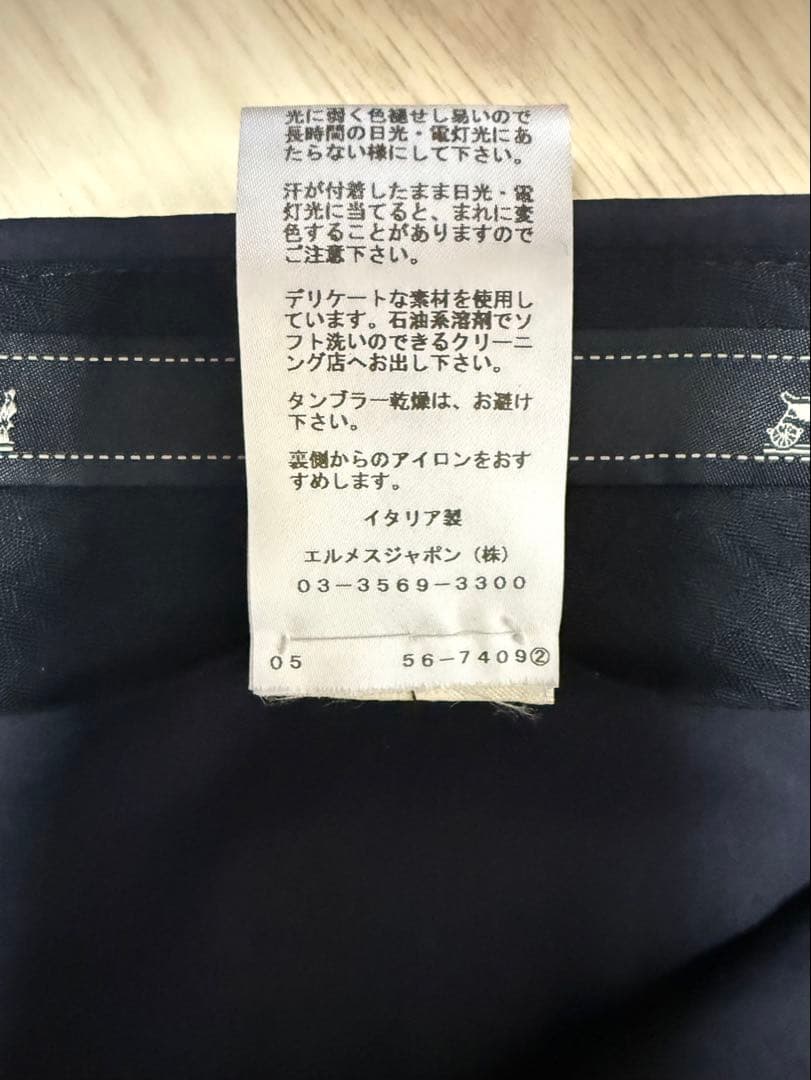 光に弱く色褪せし易いので
長時間の日光・電灯光にあ
たらない様にして下さい。
汗が付着したまま日光・電
灯光に当てると、まれに変
色することがありますので
ご注意下さい。
デリケートな素材を使用し
ています。石油系溶剤でソ
フト洗いのできるクリーニ
ング店へお出し下さい。
タンブラー乾燥は、お避け
下さい。
裏側からのアイロンをおす
すめします。
イタリア製
エルメスジャポン（株）
03-3569-3300
05 56-7409②